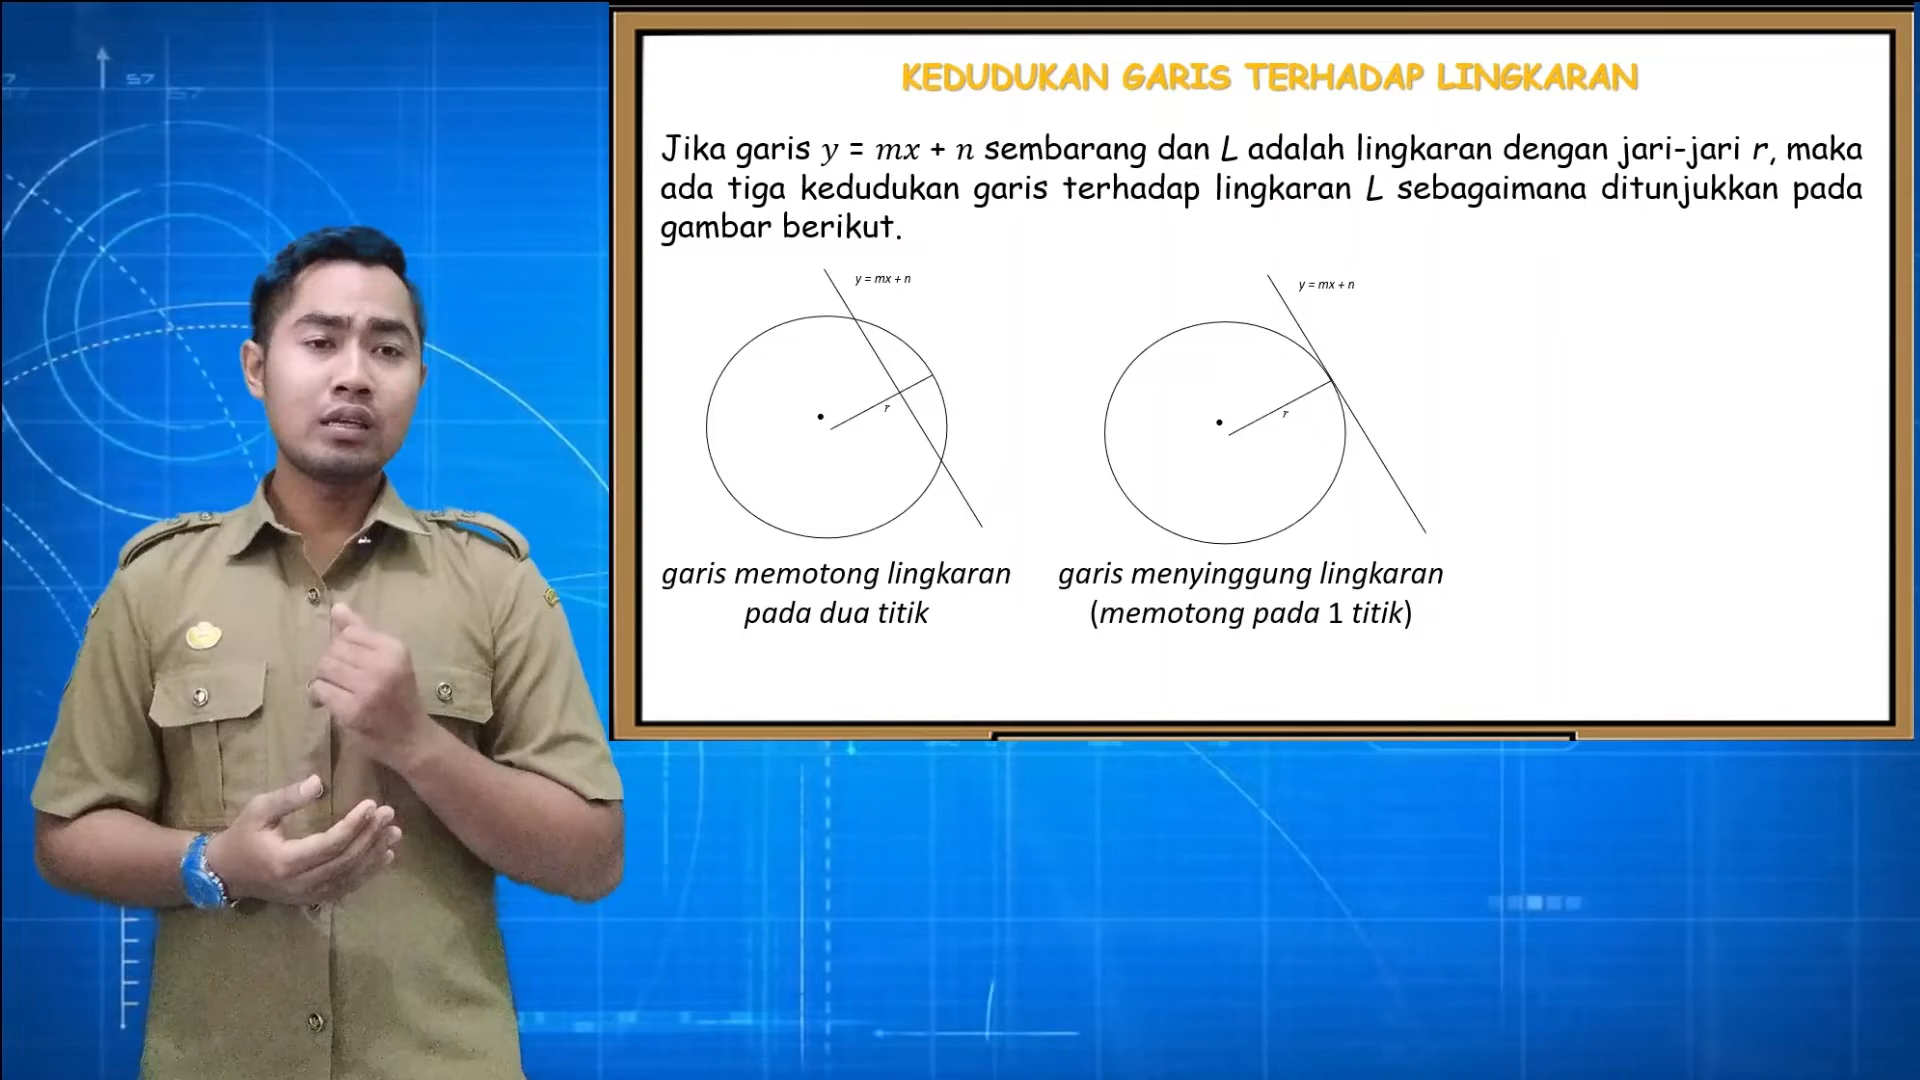 KEDUDUKAN GARIS TERHADAP LINGKARAN
Jika garis y = mx + n sembarang dan L adalah lingkaran dengan jari-jari r, maka
ada tiga kedudukan garis terhadap lingkaran L sebagaimana ditunjukkan pada
gambar berikut.
y = mx + n
r
garis memotong lingkaran
pada dua titik
y = mx + n
r
garis menyinggung lingkaran
(memotong pada 1 titik)
57
57